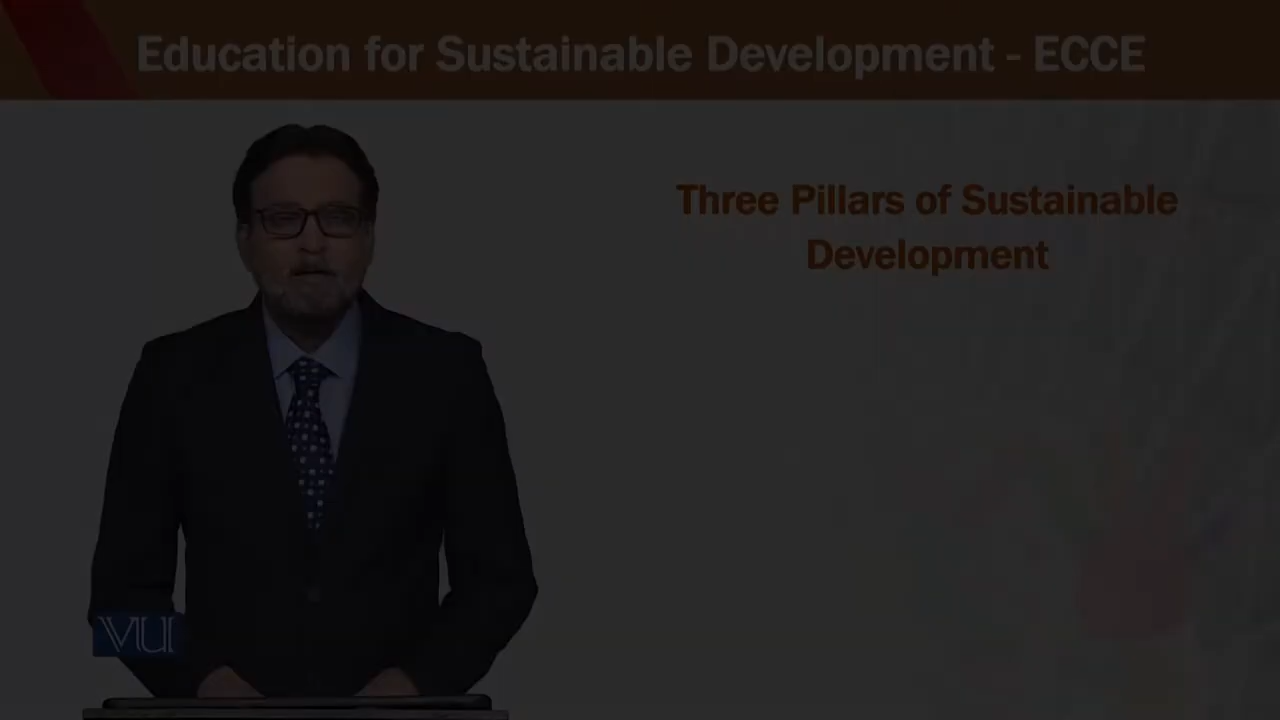 Education for Sustainable Development - ECCE
Three Pillars of Sustainable
Development
VU